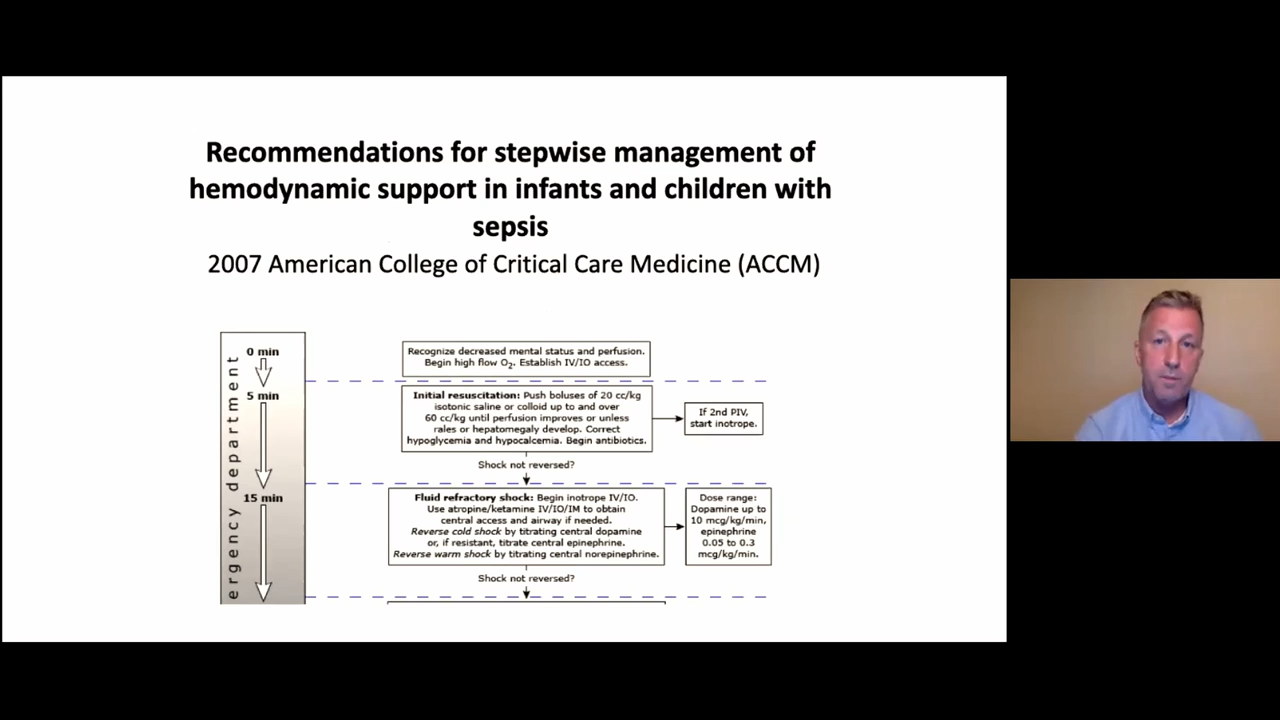 Recommendations for stepwise management of
hemodynamic support in infants and children with
sepsis
2007 American College of Critical Care Medicine (ACCM)
ergency department
0 min
5 min
15 min
Recognize decreased mental status and perfusion.
Begin high flow O2. Establish IV/IO access.
Initial resuscitation: Push boluses of 20 cc/kg
isotonic saline or colloid up to and over
60 cc/kg until perfusion improves or unless
rales or hepatomegaly develop. Correct
hypoglycemia and hypocalcemia. Begin antibiotics.
If 2nd PIV,
start inotrope.
Shock not reversed?
Fluid refractory shock: Begin inotrope IV/IO.
Use atropine/ketamine IV/IO/IM to obtain
central access and airway if needed.
Reverse cold shock by titrating central dopamine
or, if resistant, titrate central epinephrine.
Reverse warm shock by titrating central norepinephrine.
Dose range:
Dopamine up to
10 mcg/kg/min,
epinephrine
0.05 to 0.3
mcg/kg/min.
Shock not reversed?